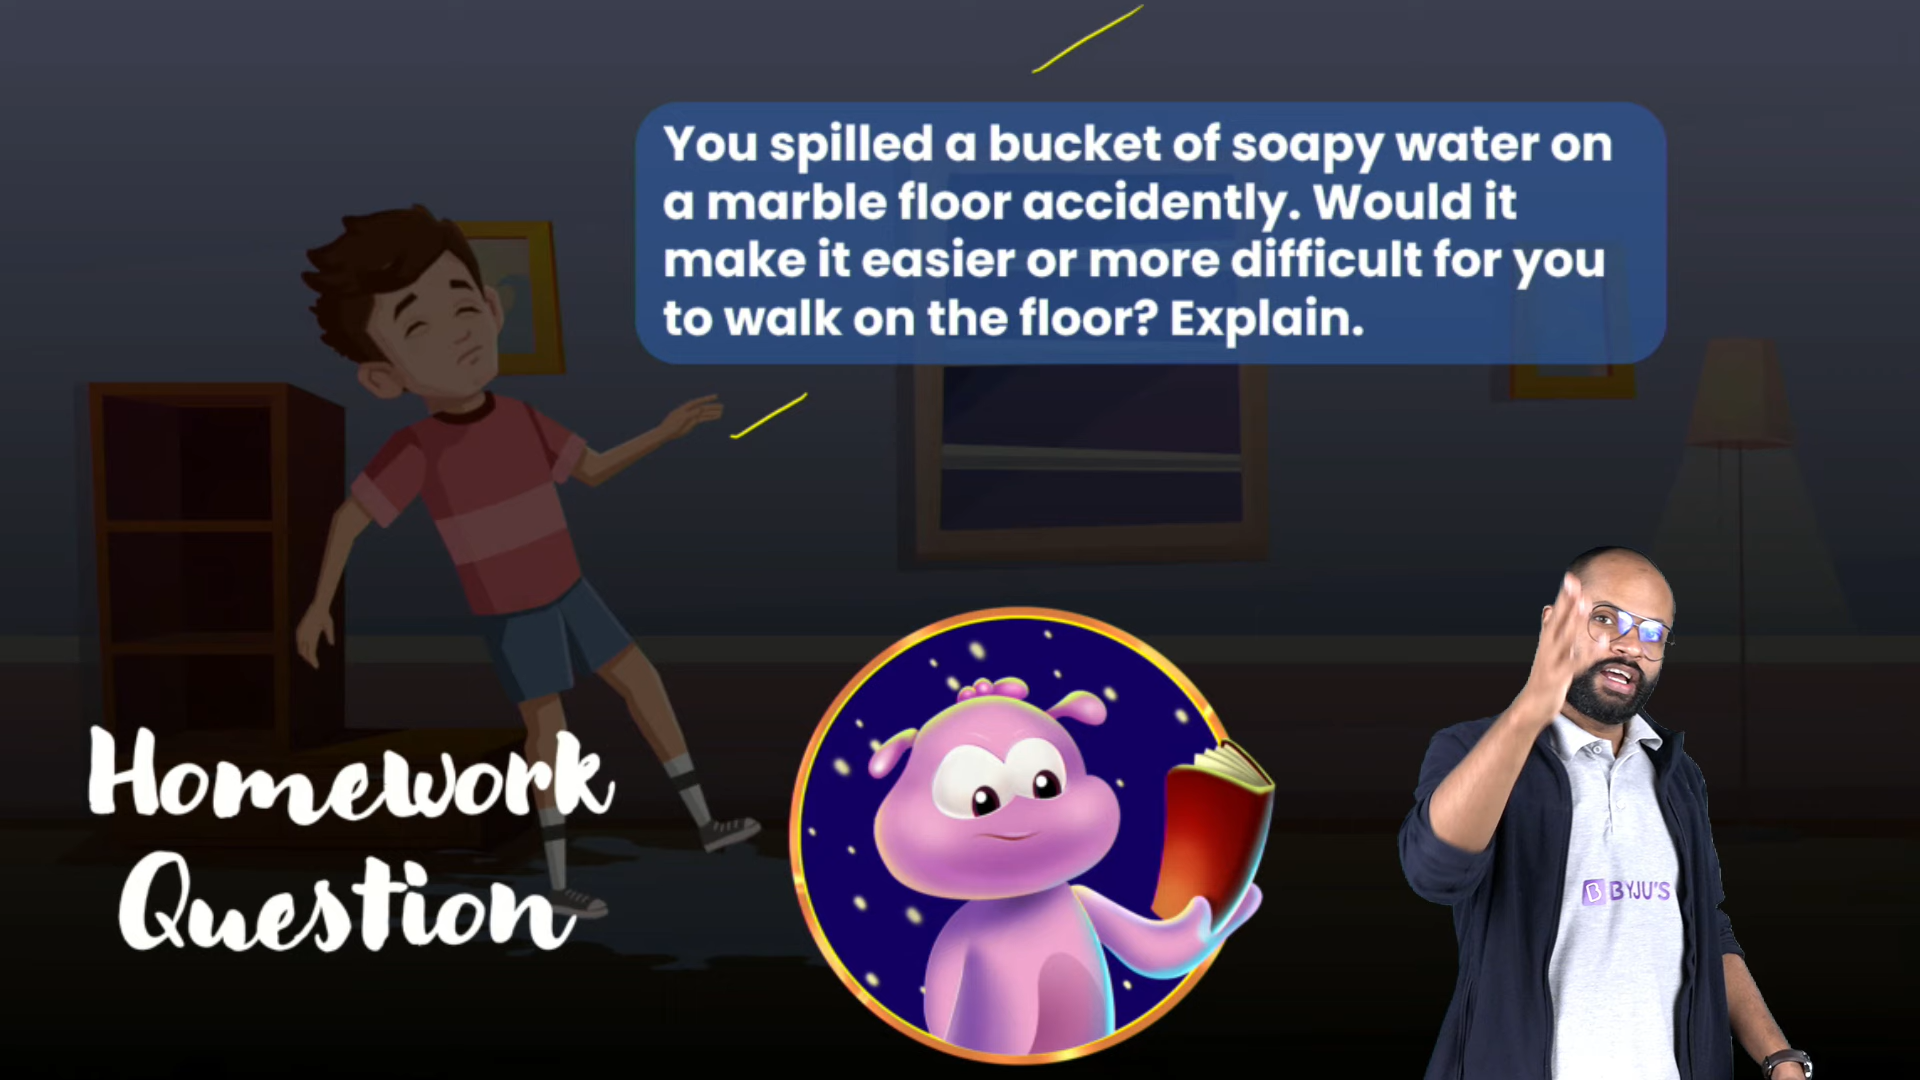 You spilled a bucket of soapy water on
a marble floor accidently. Would it
make it easier or more difficult for you
to walk on the floor? Explain.
Homework
Question
BYJU'S